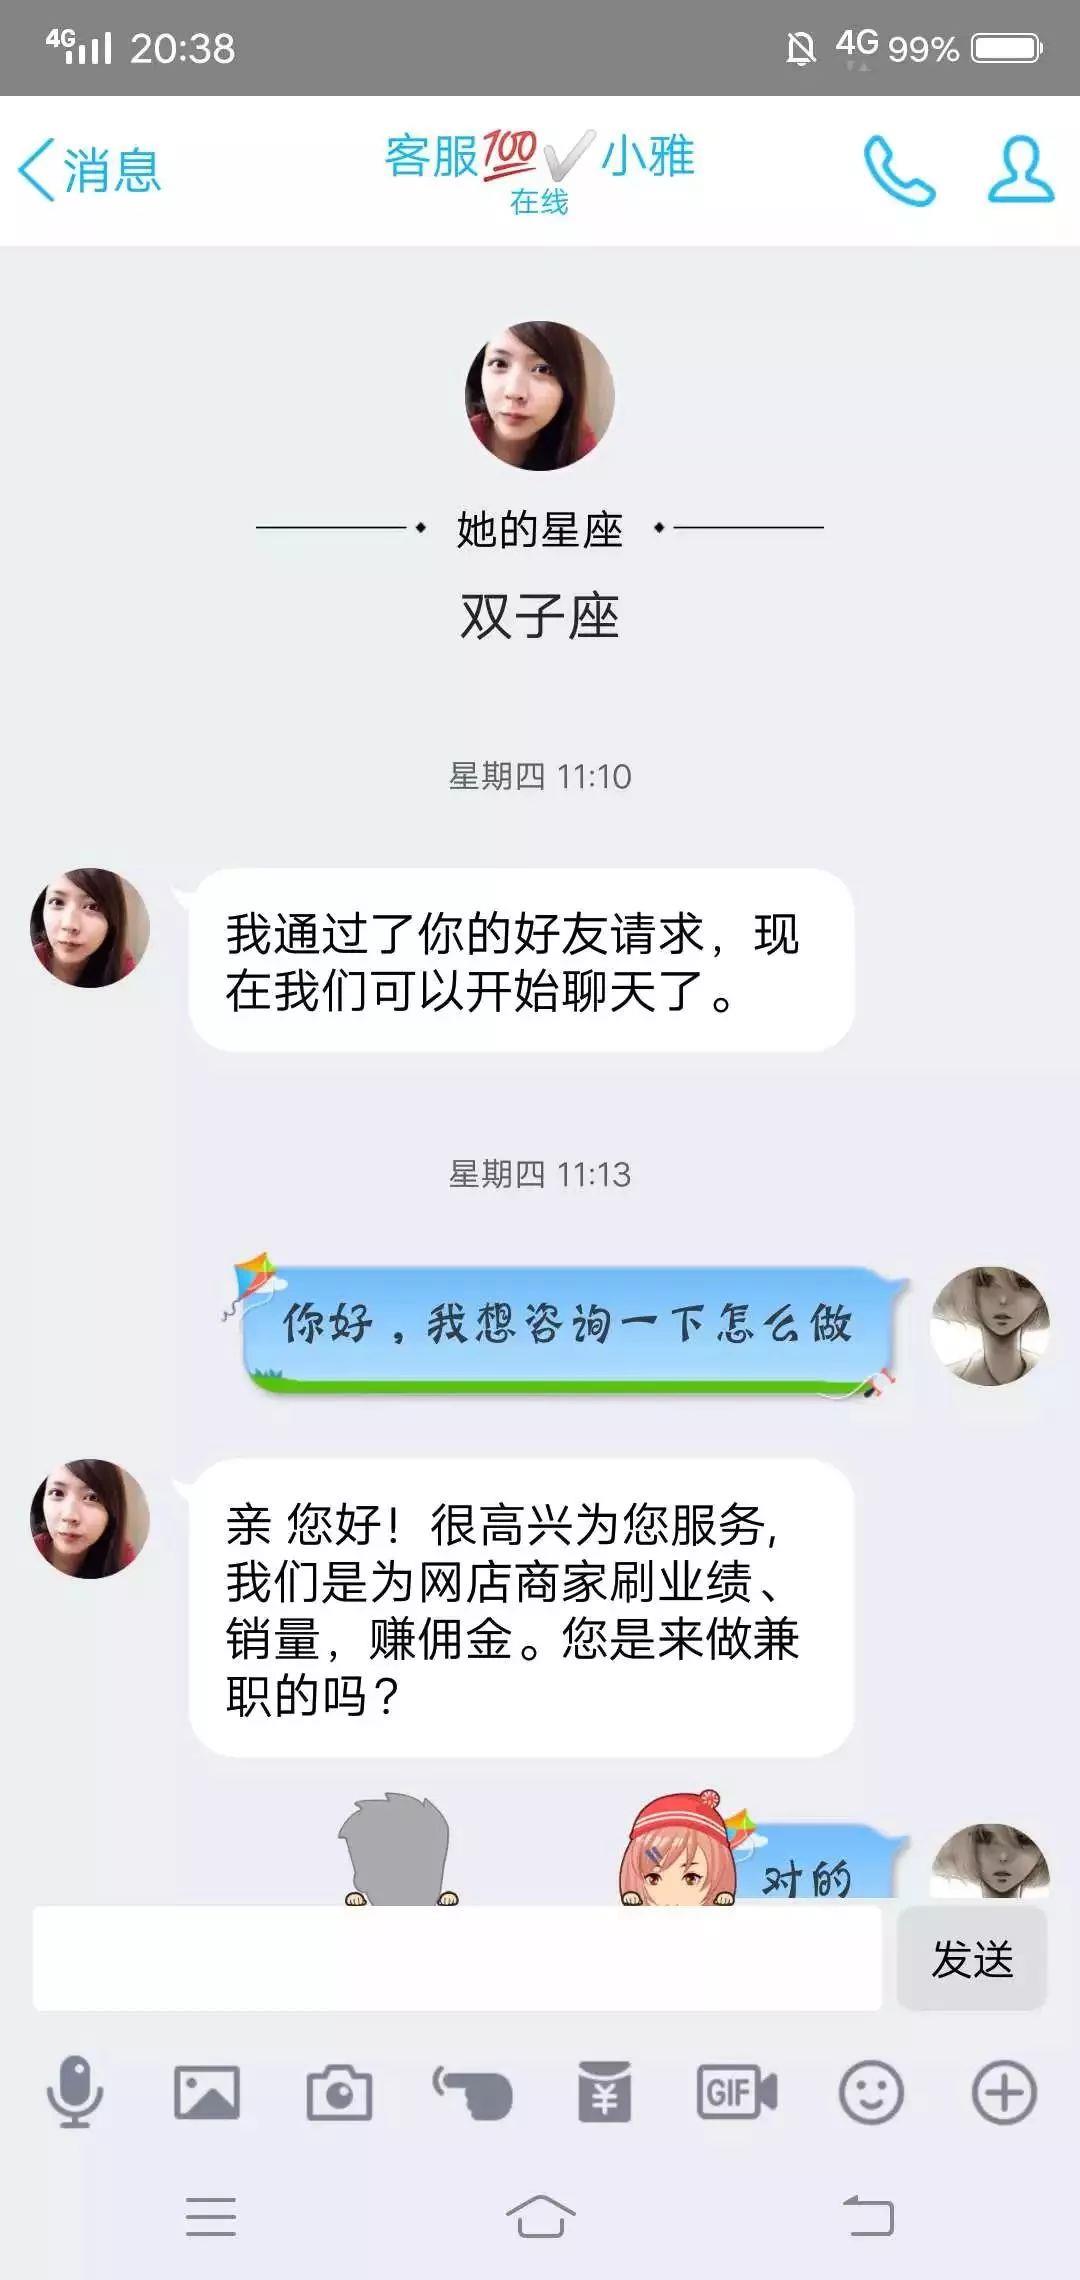 4G 20:38 4G 99%
消息
客服💯✔小雅
在线
她的星座
双子座
星期四 11:10
我通过了你的好友请求，现
在我们可以开始聊天了。
星期四 11:13
你好，我想咨询一下怎么做
亲 您好！很高兴为您服务,
我们是为网店商家刷业绩、
销量，赚佣金。您是来做兼
职的吗？
对的
发送
GIF